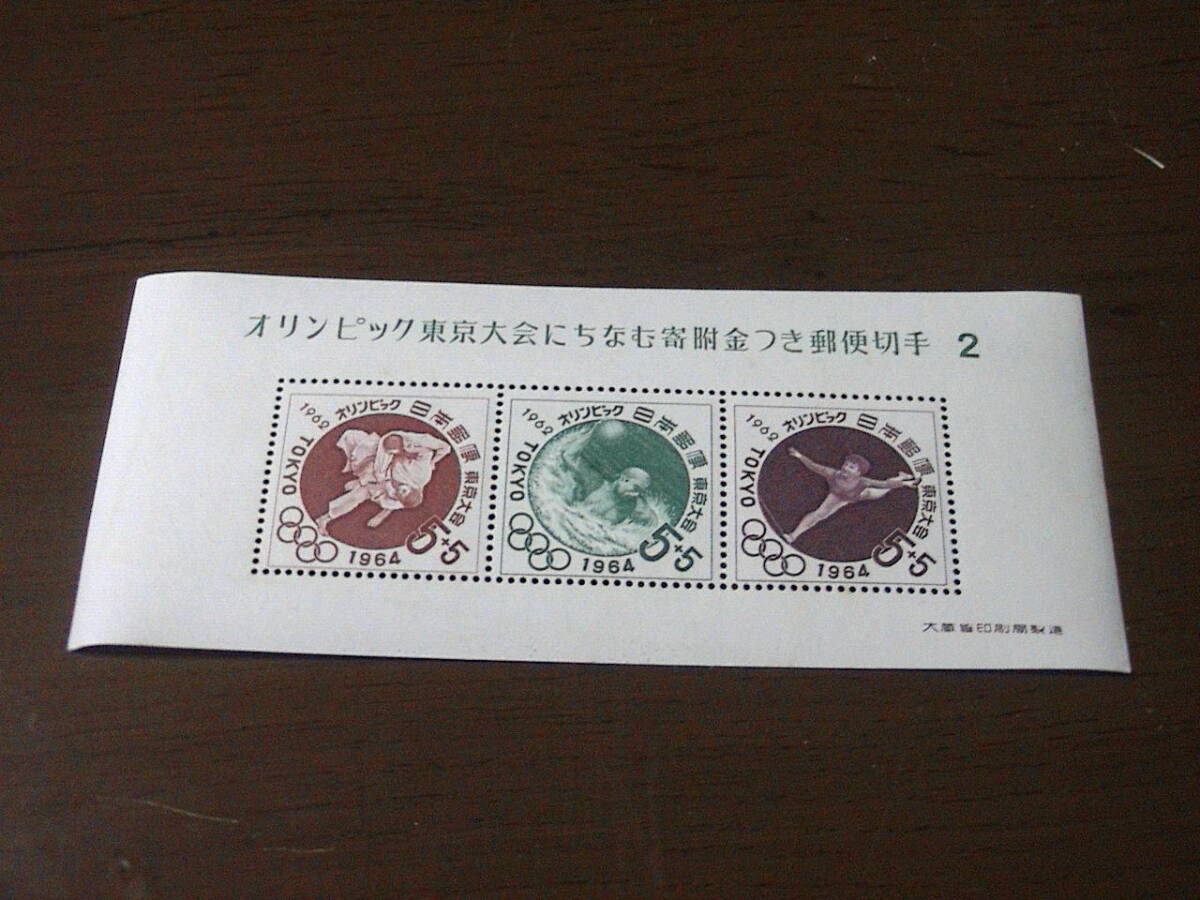 オリンピック東京大会にちなむ寄附金つき郵便切手 2
1962 オリンピック 日本郵便 東京大会
TOKYO 1964 5+5
1962 オリンピック 日本郵便 東京大会
TOKYO 1964 5+5
1962 オリンピック 日本郵便 東京大会
TOKYO 1964 5+5
大蔵省印刷局製造